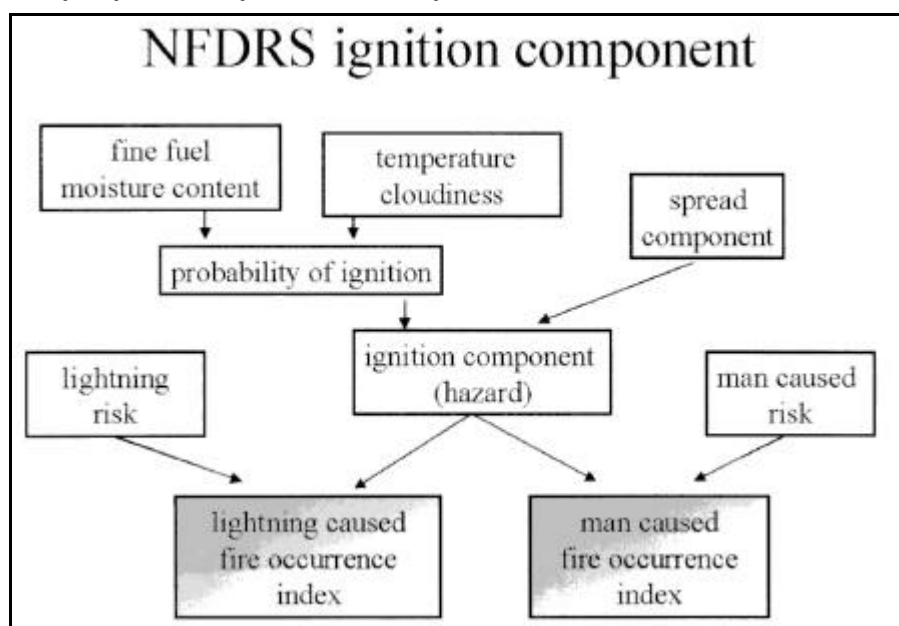 NFDRS ignition component
fine fuel
moisture content
temperature
cloudiness
spread
component
probability of ignition
ignition component
(hazard)
lightning
risk
man caused
risk
lightning caused
fire occurrence
index
man caused
fire occurrence
index